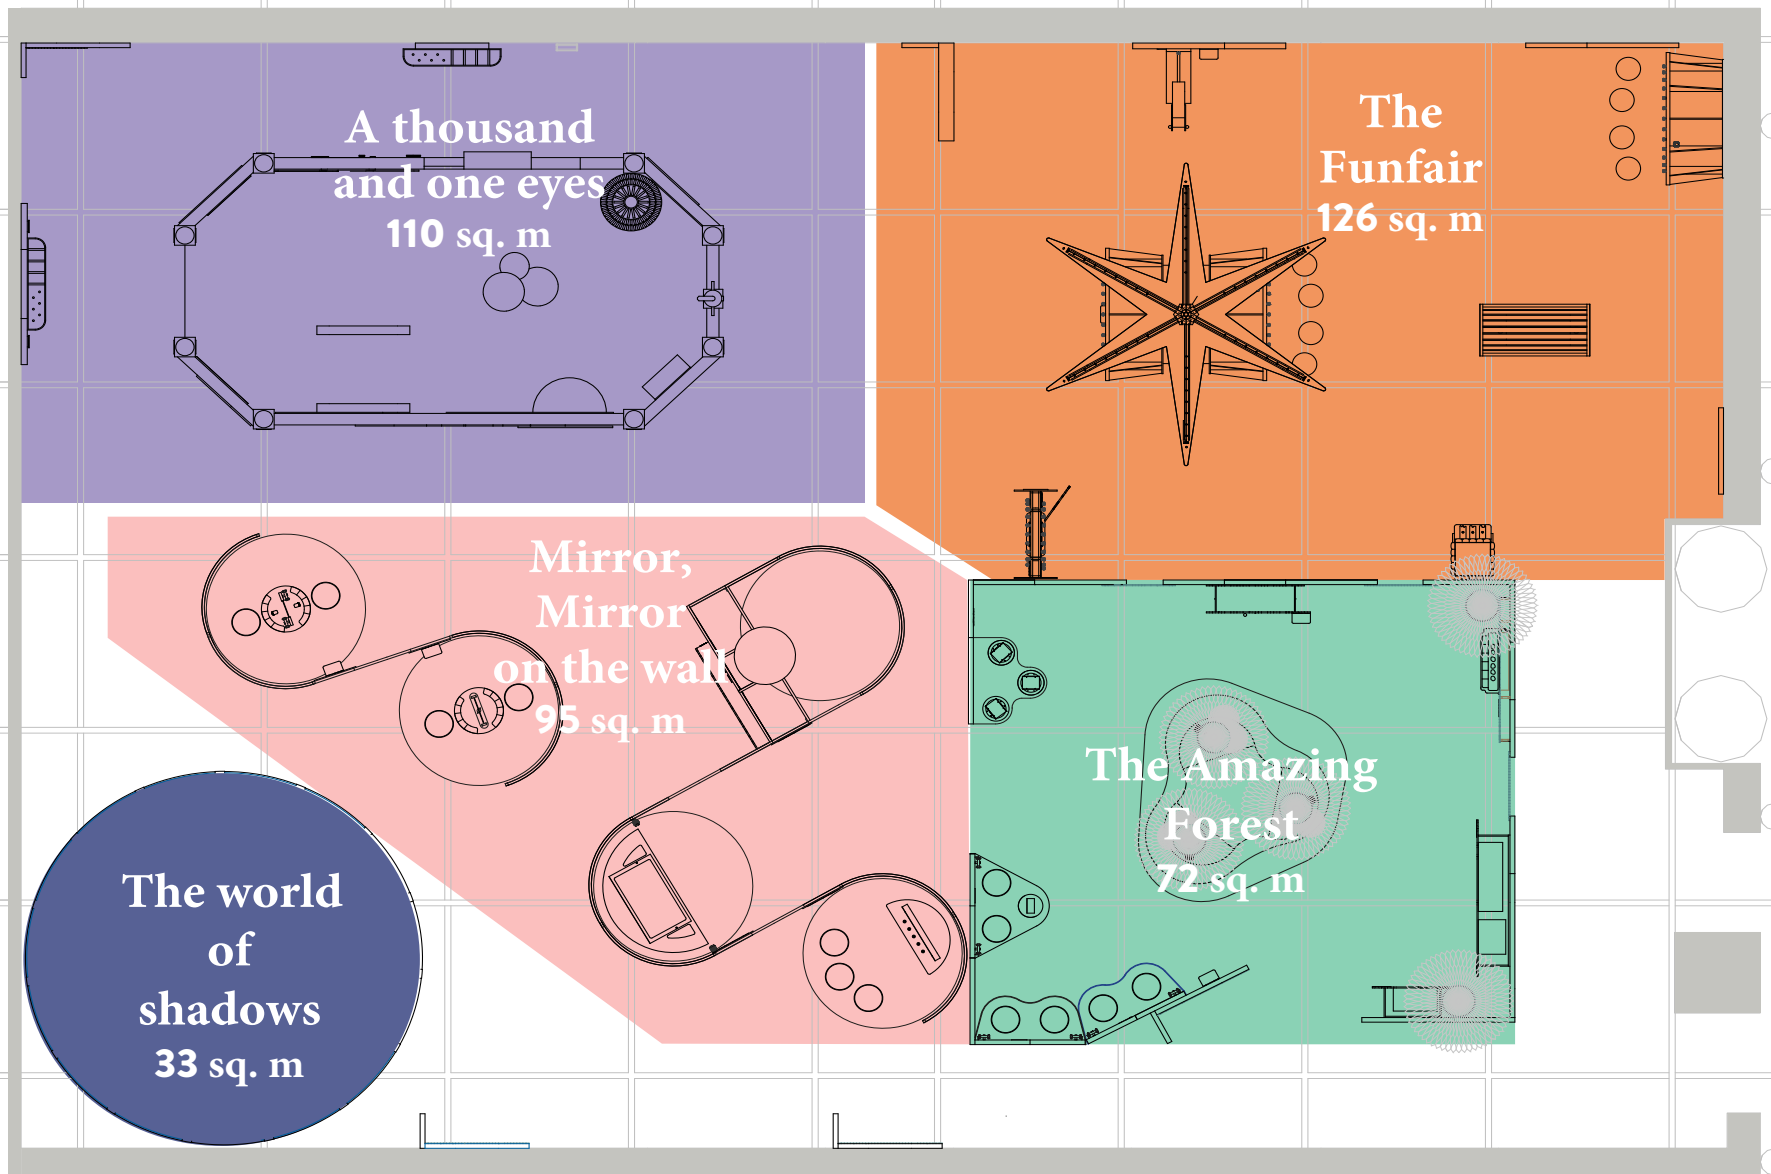 A thousand
and one eyes
110 sq. m
The
Funfair
126 sq. m
Mirror,
Mirror
on the wall
95 sq. m
The Amazing
Forest
72 sq. m
The world
of
shadows
33 sq. m